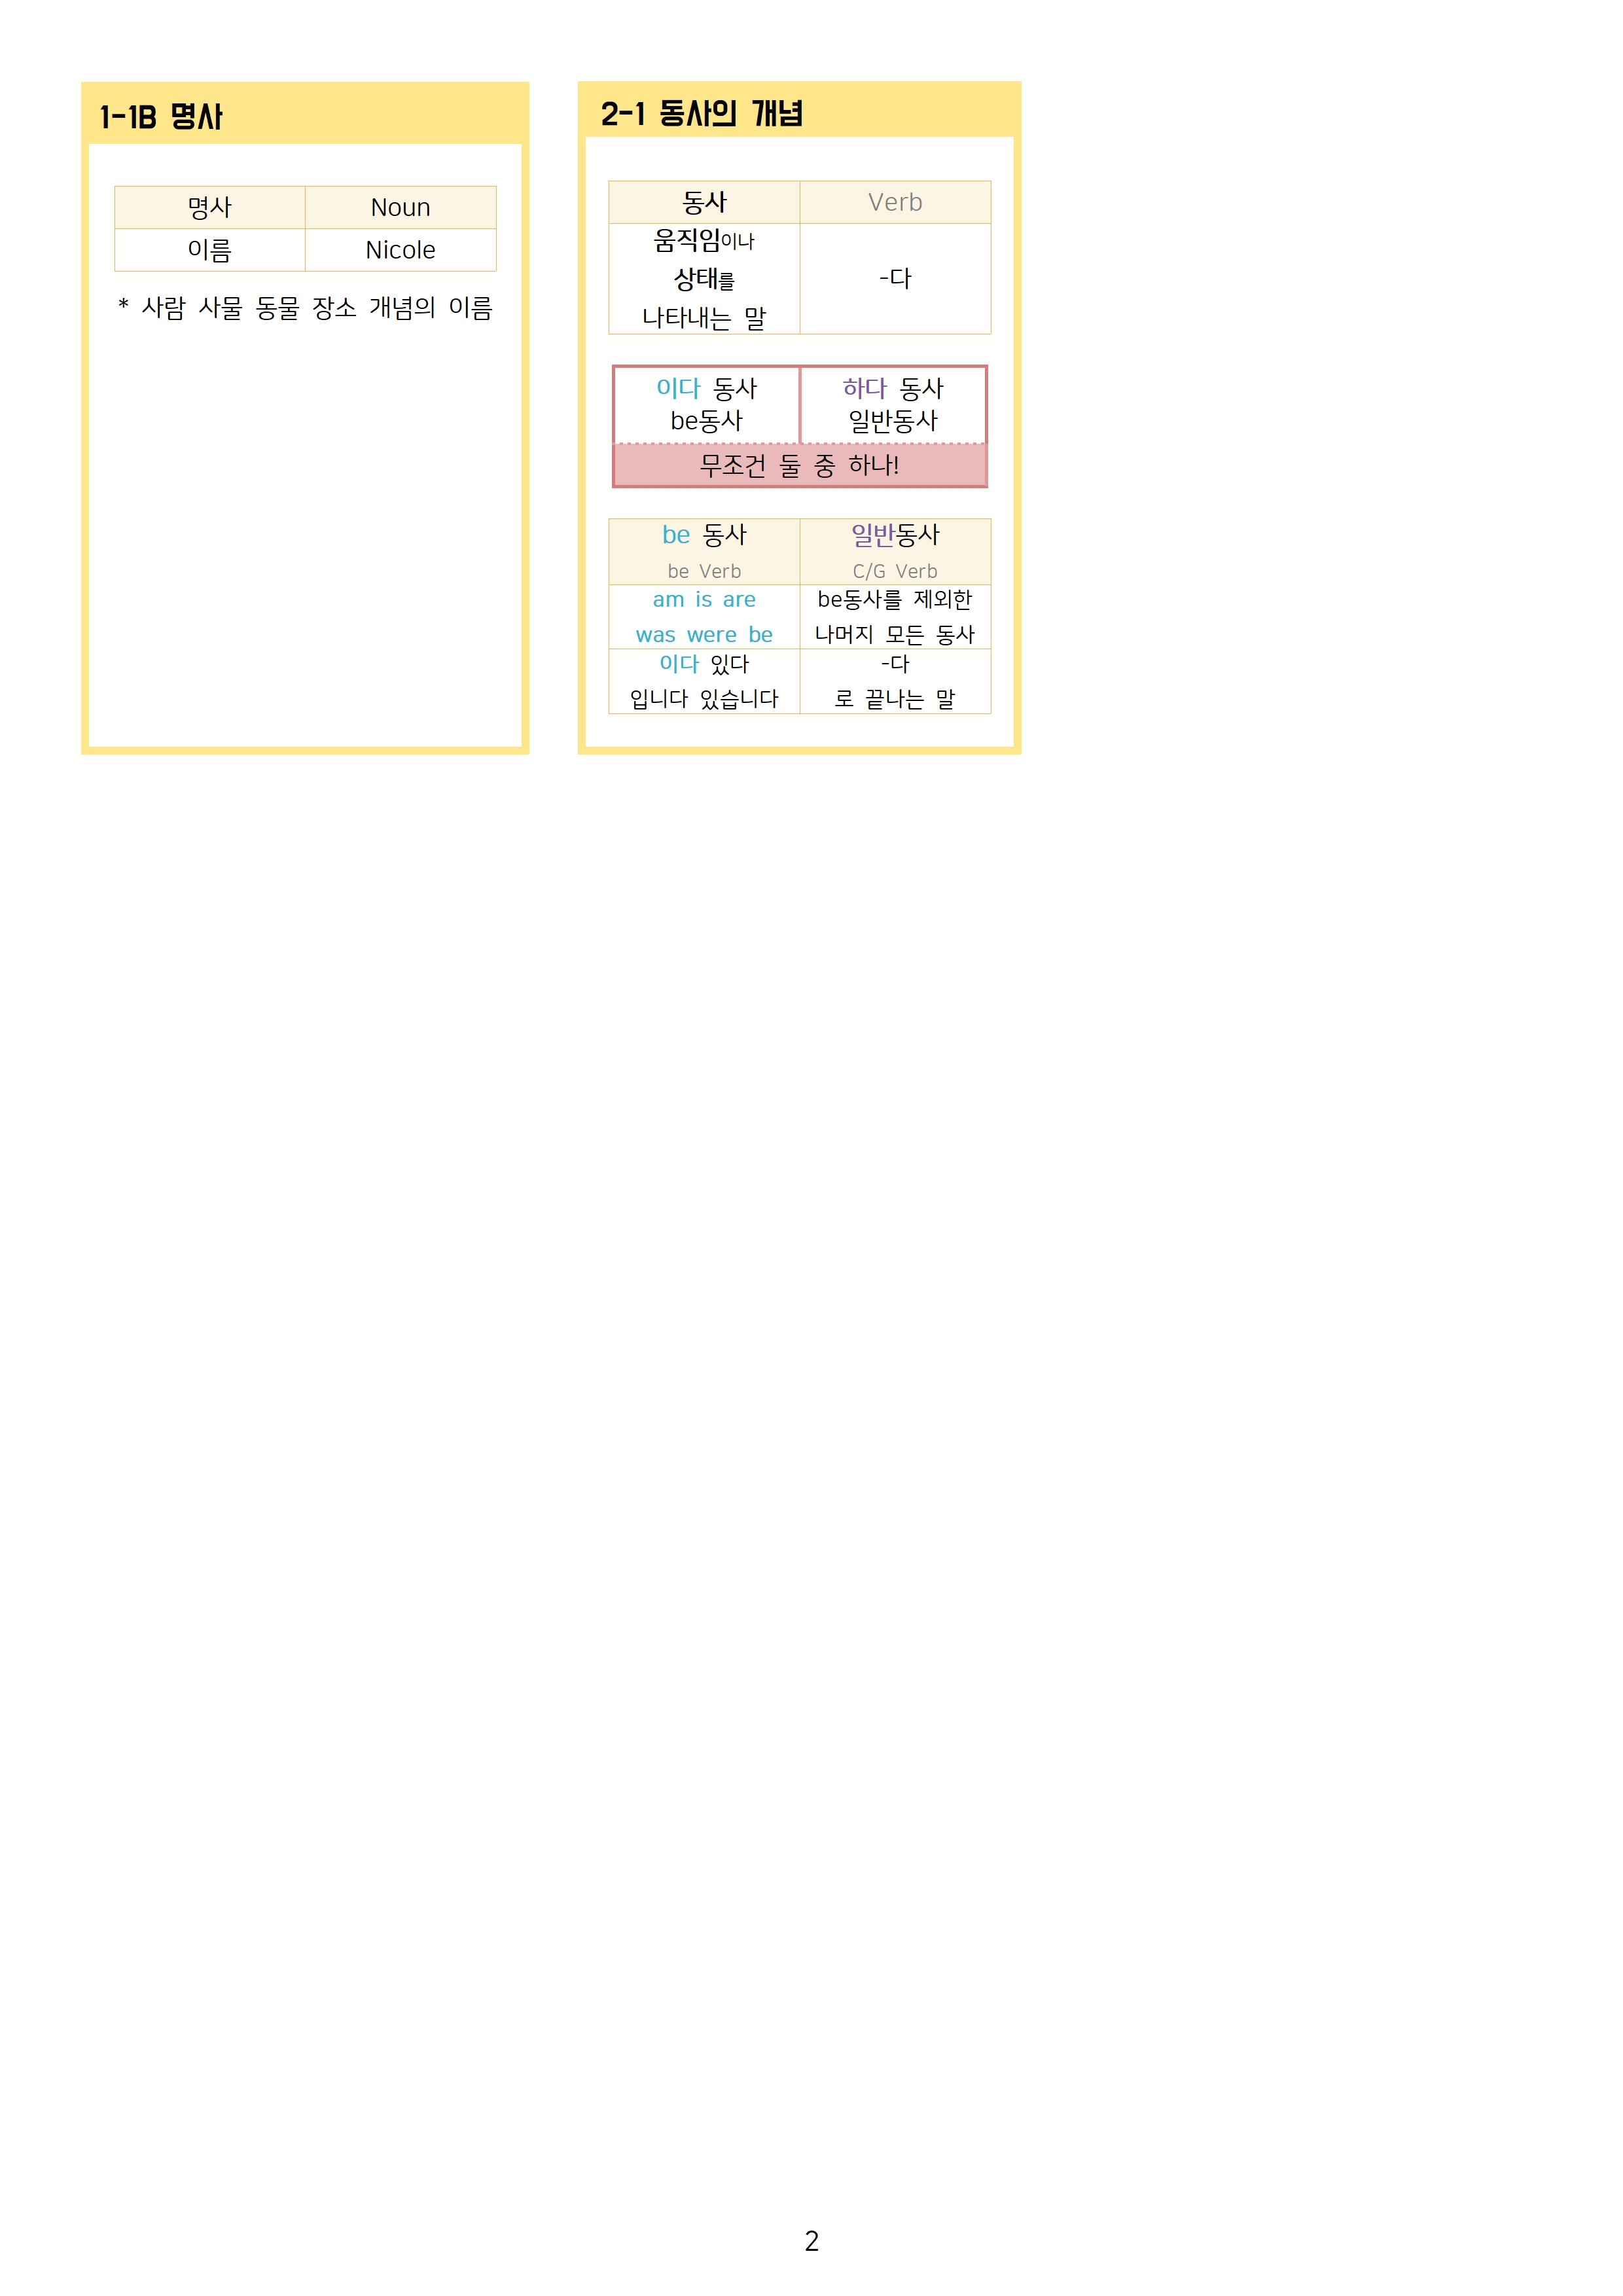 1-1B 명사
명사 Noun
이름 Nicole
* 사람 사물 동물 장소 개념의 이름
2-1 동사의 개념
동사 Verb
움직임이나
상태를
나타내는 말
-다
이다 동사
be동사
하다 동사
일반동사
무조건 둘 중 하나!
be 동사
be Verb
일반동사
C/G Verb
am is are
was were be
be동사를 제외한
나머지 모든 동사
이다 있다
입니다 있습니다
-다
로 끝나는 말
2